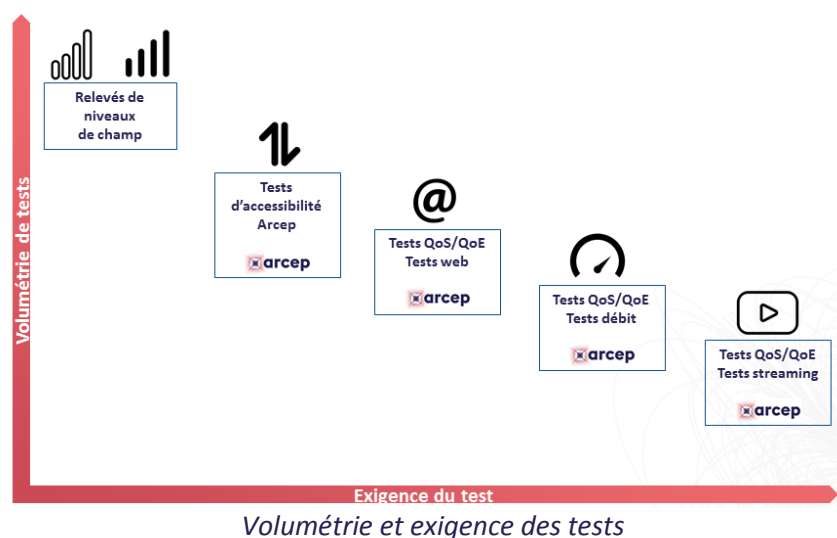 Volumétrie de tests
Relevés de
niveaux
de champ
Tests
d'accessibilité
Arcep
arcep
@
Tests QoS/QoE
Tests web
arcep
Tests QoS/QoE
Tests débit
arcep
Tests QoS/QoE
Tests streaming
arcep
Exigence du test
Volumétrie et exigence des tests